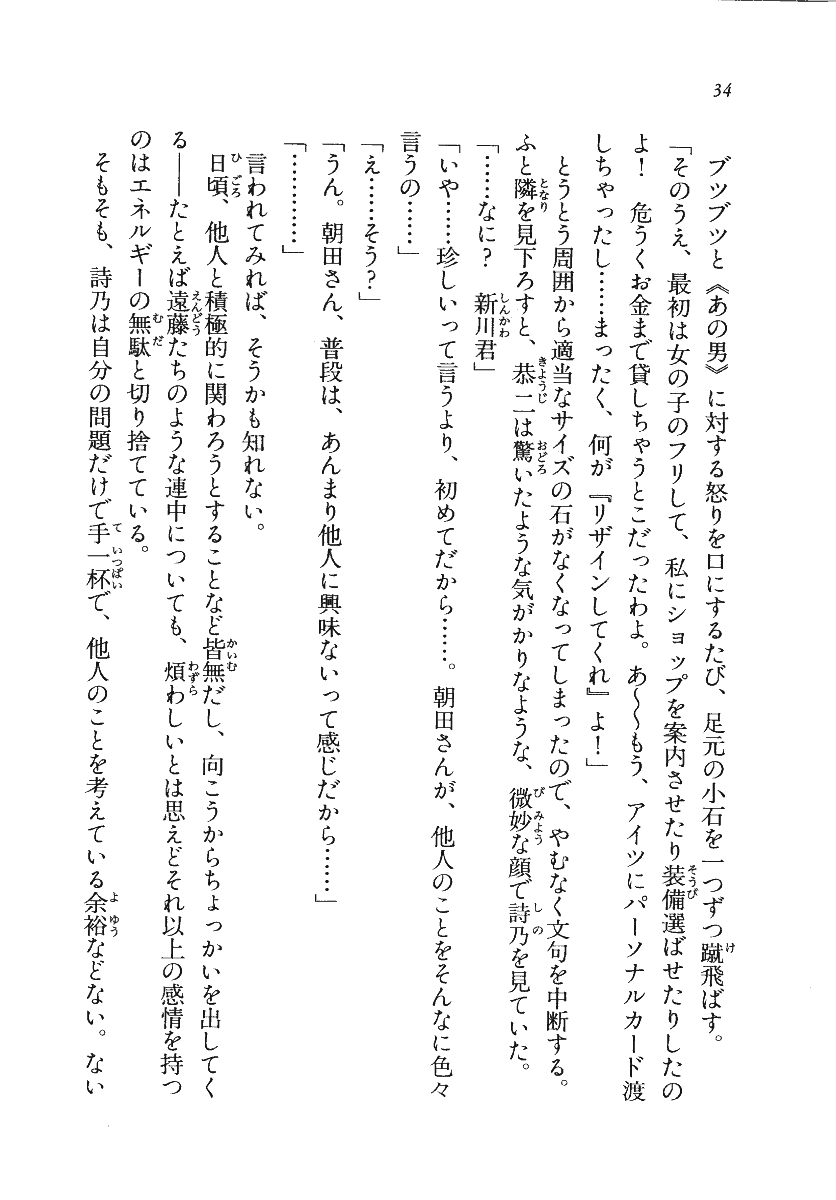 34
ブツブツと《あの男》に対する怒りを口にするたび、足元の小石を一つずつ蹴飛ばす。
「そのうえ、最初は女の子のフリして、私にショップを案内させたり装備選ばせたりしたの
よ！　危うくお金まで貸しちゃうとこだったわよ。あ〜〜もう、アイツにパーソナルカード渡
しちゃったし……まったく、何が『リザインしてくれ』よ！」
とうとう周囲から適当なサイズの石がなくなってしまったので、やむなく文句を中断する。
ふと隣を見下ろすと、恭二は驚いたような気がかりなような、微妙な顔で詩乃を見ていた。
「……なに？　新川君」
「いや……珍しいって言うより、初めてだから……。朝田さんが、他人のことをそんなに色々
言うの……」
「え……そう？」
「うん。朝田さん、普段は、あんまり他人に興味ないって感じだから……」
「…………」
言われてみれば、そうかも知れない。
日頃、他人と積極的に関わろうとすることなど皆無だし、向こうからちょっかいを出してく
る――たとえば遠藤たちのような連中についても、煩わしいとは思えどそれ以上の感情を持つ
のはエネルギーの無駄と切り捨てている。
そもそも、詩乃は自分の問題だけで手一杯で、他人のことを考えている余裕などない。ない